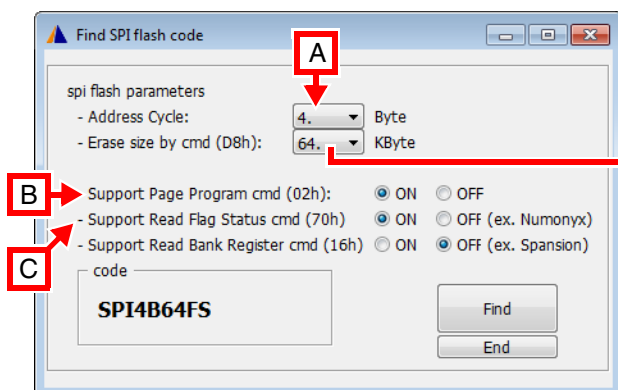 Find SPI flash code
A
spi flash parameters
- Address Cycle: 4. Byte
- Erase size by cmd (D8h): 64. KByte
B
- Support Page Program cmd (02h): ON OFF
- Support Read Flag Status cmd (70h) ON OFF (ex. Numonyx)
- Support Read Bank Register cmd (16h) ON OFF (ex. Spansion)
C
code
SPI4B64FS
Find
End